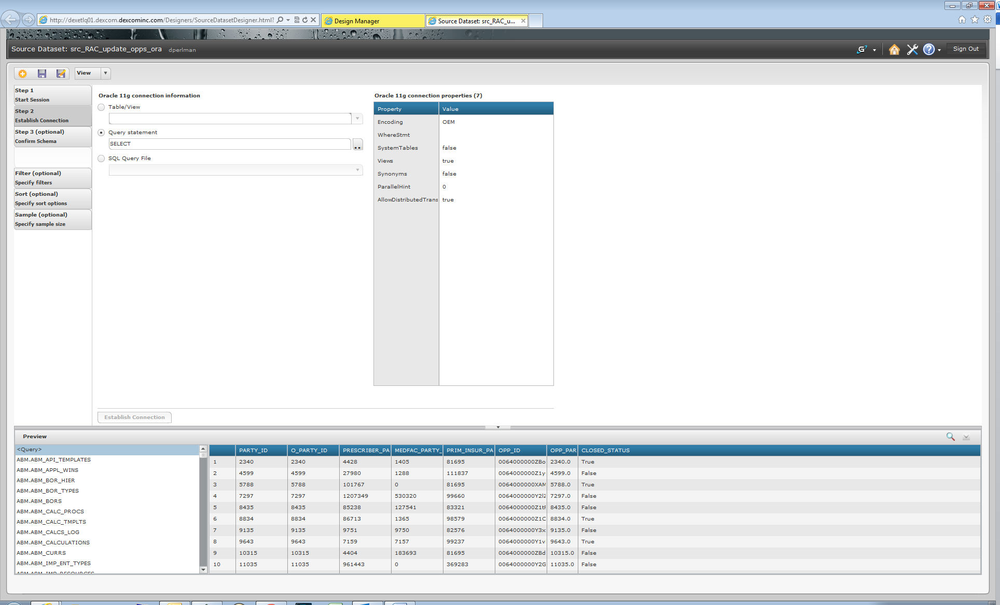 http://dexetlq01.dexcom.dexcominc.com/Designers/SourceDatasetDesigner.html?
Design Manager
Source Dataset: src_RAC_u...
Source Dataset: src_RAC_update_opps_ora dperlman
Sign Out
View
Step 1
Start Session
Step 2
Establish Connection
Step 3 (optional)
Confirm Schema
Filter (optional)
Specify filters
Sort (optional)
Specify sort options
Sample (optional)
Specify sample size
Oracle 11g connection information
Table/View
Query statement
SELECT
..
SQL Query File
Establish Connection
Oracle 11g connection properties (7)
Property Value
Encoding OEM
WhereStmt
SystemTables false
Views true
Synonyms false
ParallelHint 0
AllowDistributedTrans true
Preview
<Query>
ABM.ABM_API_TEMPLATES
ABM.ABM_APPL_WINS
ABM.ABM_BOR_HIER
ABM.ABM_BOR_TYPES
ABM.ABM_BORS
ABM.ABM_CALC_PROCS
ABM.ABM_CALC_TMPLTS
ABM.ABM_CALCS_LOG
ABM.ABM_CALCULATIONS
ABM.ABM_CURRS
ABM.ABM_IMP_ENT_TYPES
ABM.ABM_IMP_RESOURCES
PARTY_ID O_PARTY_ID PRESCRIBER_PA MEDFAC_PARTY_ PRIM_INSUR_PA OPP_ID OPP_PAR CLOSED_STATUS
1 2340 2340 4428 1405 81695 0064000000ZBo 2340.0 True
2 4599 4599 27980 1288 111837 0064000000Z1y 4599.0 False
3 5788 5788 101767 0 81695 0064000000XAM 5788.0 True
4 7297 7297 1207349 530320 99660 0064000000Y2lZ 7297.0 False
5 8435 8435 85238 127541 83321 0064000000Z1tF 8435.0 False
6 8834 8834 86713 1365 98579 0064000000Z1C 8834.0 True
7 9135 9135 9751 9750 82576 0064000000Y3x 9135.0 False
8 9643 9643 7159 7157 99237 0064000000Y1v 9643.0 True
9 10315 10315 4404 183693 81695 0064000000ZBd 10315.0 False
10 11035 11035 961443 0 369283 0064000000Y2G 11035.0 False